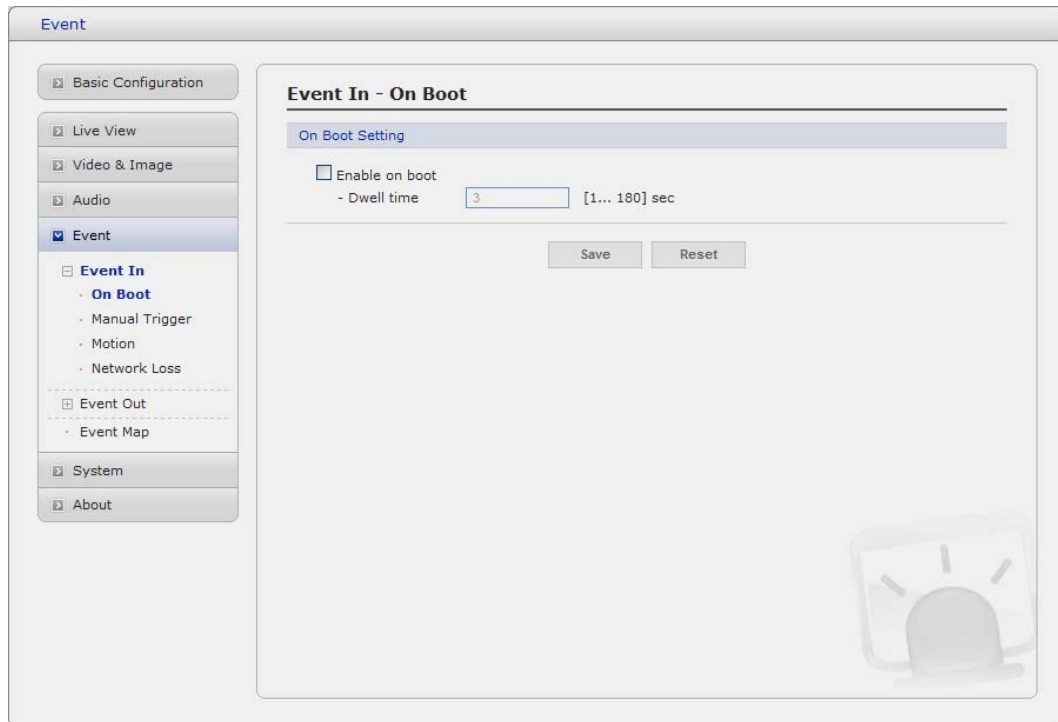 Event
Basic Configuration
Live View
Video & Image
Audio
Event
Event In
On Boot
Manual Trigger
Motion
Network Loss
Event Out
Event Map
System
About
Event In - On Boot
On Boot Setting
Enable on boot
- Dwell time 3 [1... 180] sec
Save Reset